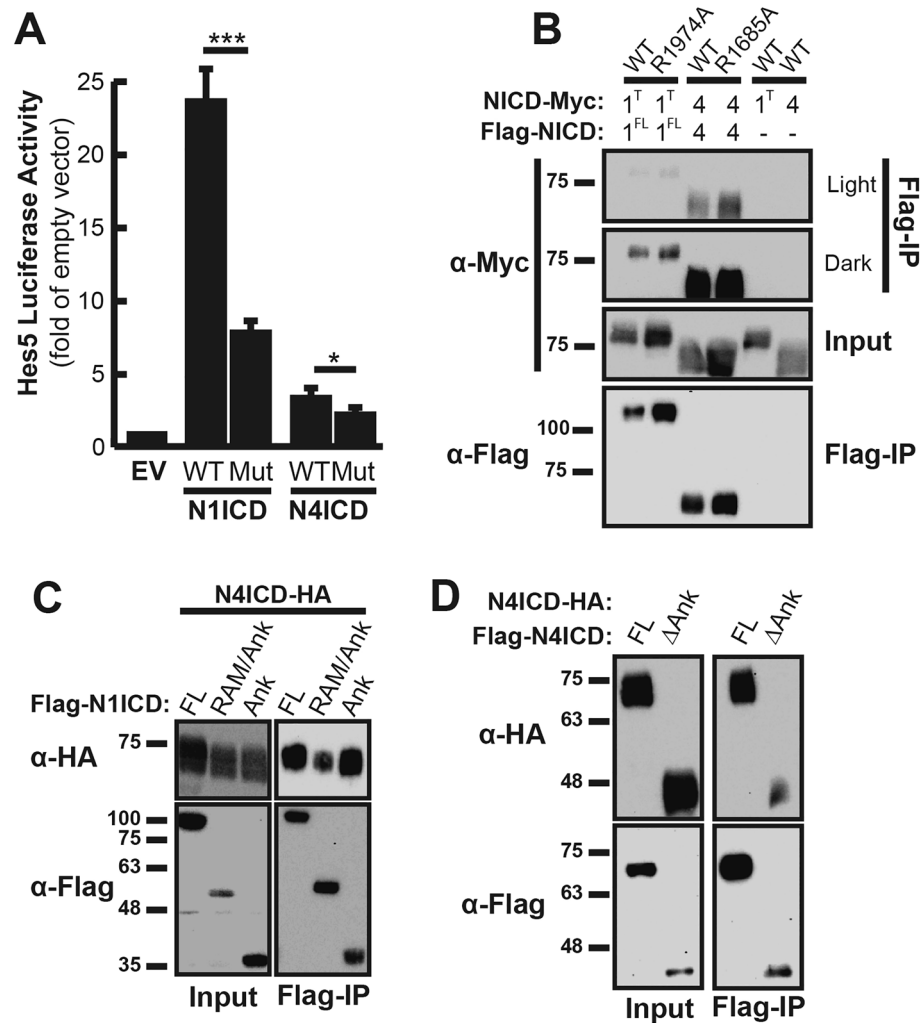 A
Hes5 Luciferase Activity
(fold of empty vector)
25
20
15
10
5
0
***
*
EV
WT Mut
WT Mut
N1ICD
N4ICD
B
WT R1974A WT R1685A WT WT
NICD-Myc: 1T 1T 4 4 1T 4
Flag-NICD: 1FL 1FL 4 4 - -
α-Myc
75
Light
75
Dark
Flag-IP
75
Input
α-Flag
100
75
Flag-IP
C
N4ICD-HA
Flag-N1ICD: FL RAM/Ank Ank FL RAM/Ank Ank
α-HA
75
α-Flag
100
75
63
48
35
Input Flag-IP
D
N4ICD-HA:
Flag-N4ICD: FL ΔAnk FL ΔAnk
α-HA
75
63
48
α-Flag
75
63
48
Input Flag-IP